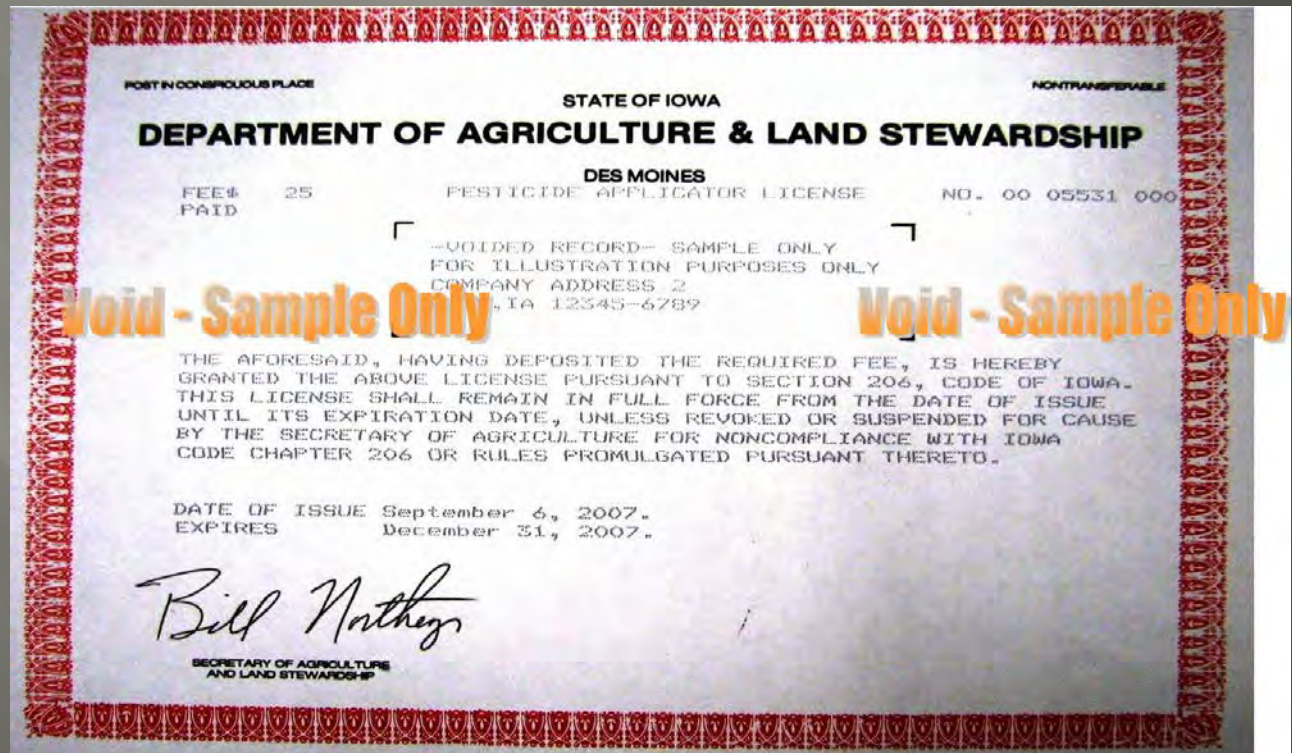 POST IN CONSPICUOUS PLACE
NONTRANSFERABLE
STATE OF IOWA
DEPARTMENT OF AGRICULTURE & LAND STEWARDSHIP
DES MOINES
FEE$ 25 PESTICIDE APPLICATOR LICENSE NO. 00 05531 000
PAID
-VOIDED RECORD- SAMPLE ONLY
FOR ILLUSTRATION PURPOSES ONLY
COMPANY ADDRESS 2
,IA 12345-6789
Void - Sample Only
Void - Sample Only
THE AFORESAID, HAVING DEPOSITED THE REQUIRED FEE, IS HEREBY
GRANTED THE ABOVE LICENSE PURSUANT TO SECTION 206, CODE OF IOWA.
THIS LICENSE SHALL REMAIN IN FULL FORCE FROM THE DATE OF ISSUE
UNTIL ITS EXPIRATION DATE, UNLESS REVOKED OR SUSPENDED FOR CAUSE
BY THE SECRETARY OF AGRICULTURE FOR NONCOMPLIANCE WITH IOWA
CODE CHAPTER 206 OR RULES PROMULGATED PURSUANT THERETO.
DATE OF ISSUE September 6, 2007.
EXPIRES December 31, 2007.
Bill Northey
SECRETARY OF AGRICULTURE
AND LAND STEWARDSHIP